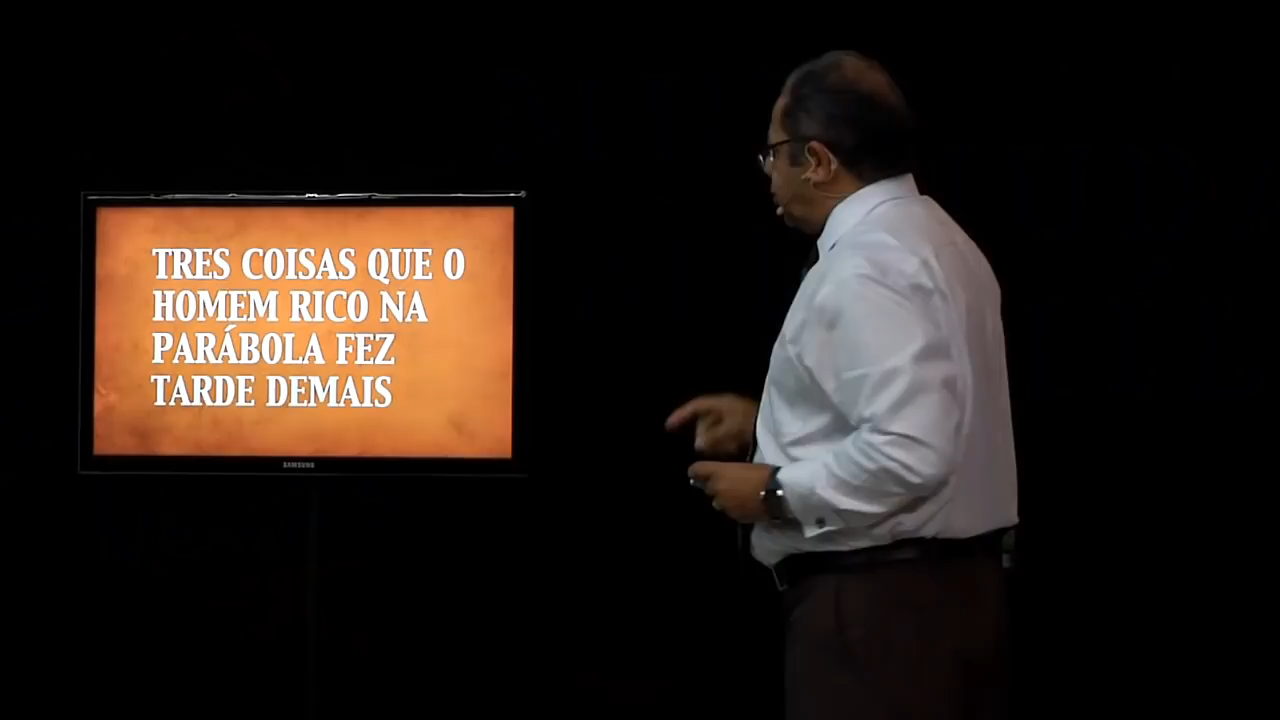 TRES COISAS QUE O
HOMEM RICO NA
PARÁBOLA FEZ
TARDE DEMAIS
SAMSUNG